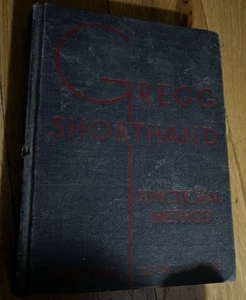 GREGG
SHORTHAND
FUNCTIONAL
METHOD